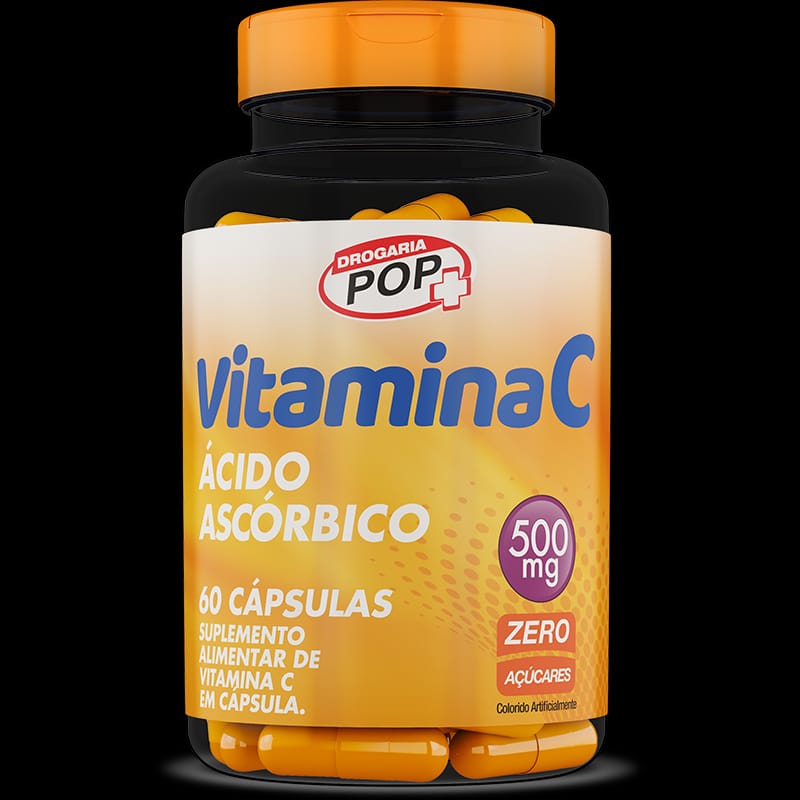 DROGARIA
POP
Vitamina C
ÁCIDO
ASCÓRBICO
500
mg
60 CÁPSULAS
SUPLEMENTO
ALIMENTAR DE
VITAMINA C
EM CÁPSULA.
ZERO
AÇÚCARES
Colorido Artificialmente